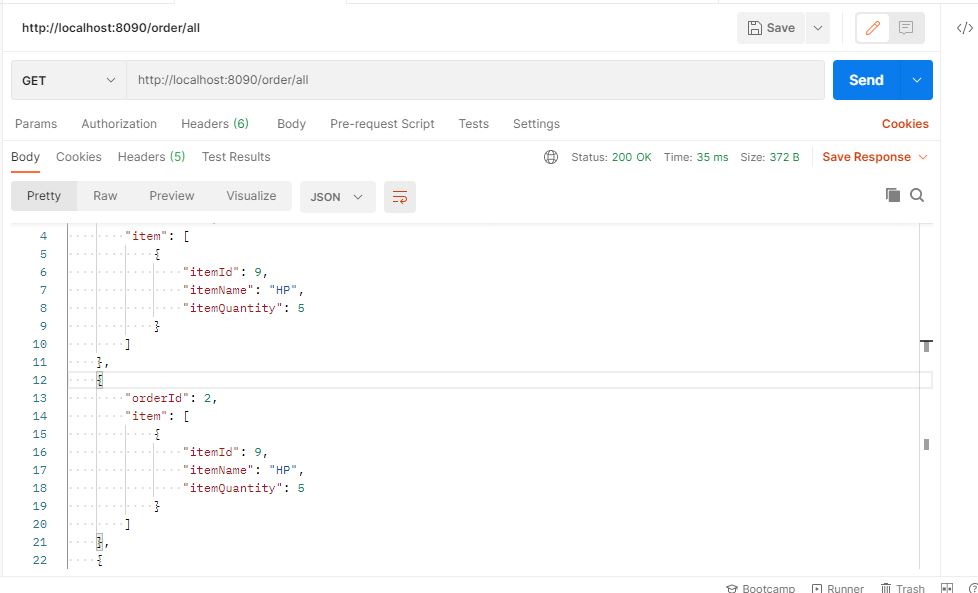 http://localhost:8090/order/all
Save
GET
http://localhost:8090/order/all
Send
Params Authorization Headers (6) Body Pre-request Script Tests Settings Cookies
Body Cookies Headers (5) Test Results Status: 200 OK Time: 35 ms Size: 372 B Save Response
Pretty Raw Preview Visualize JSON
4 "item": [
5 {
6 "itemId": 9,
7 "itemName": "HP",
8 "itemQuantity": 5
9 }
10 ]
11 },
12 {
13 "orderId": 2,
14 "item": [
15 {
16 "itemId": 9,
17 "itemName": "HP",
18 "itemQuantity": 5
19 }
20 ]
21 },
22 {
Bootcamp Runner Trash